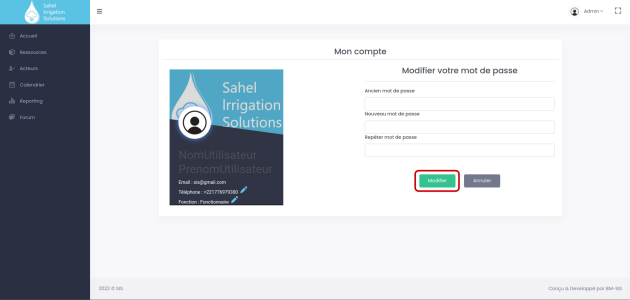 Sahel
Irrigation
Solutions
Admin
Accueil
Ressources
Acteurs
Calendrier
Reporting
Forum
Mon compte
Sahel
Irrigation
Solutions
NomUtilisateur
PrenomUtilisateur
Email : sis@gmail.com
Téléphone : +221776979300
Fonction : Fonctionnaire
Modifier votre mot de passe
Ancien mot de passe
Nouveau mot de passe
Repéter mot de passe
Modifier
Annuler
2022 © SIS.
Conçu & Developpé par BM-SIS